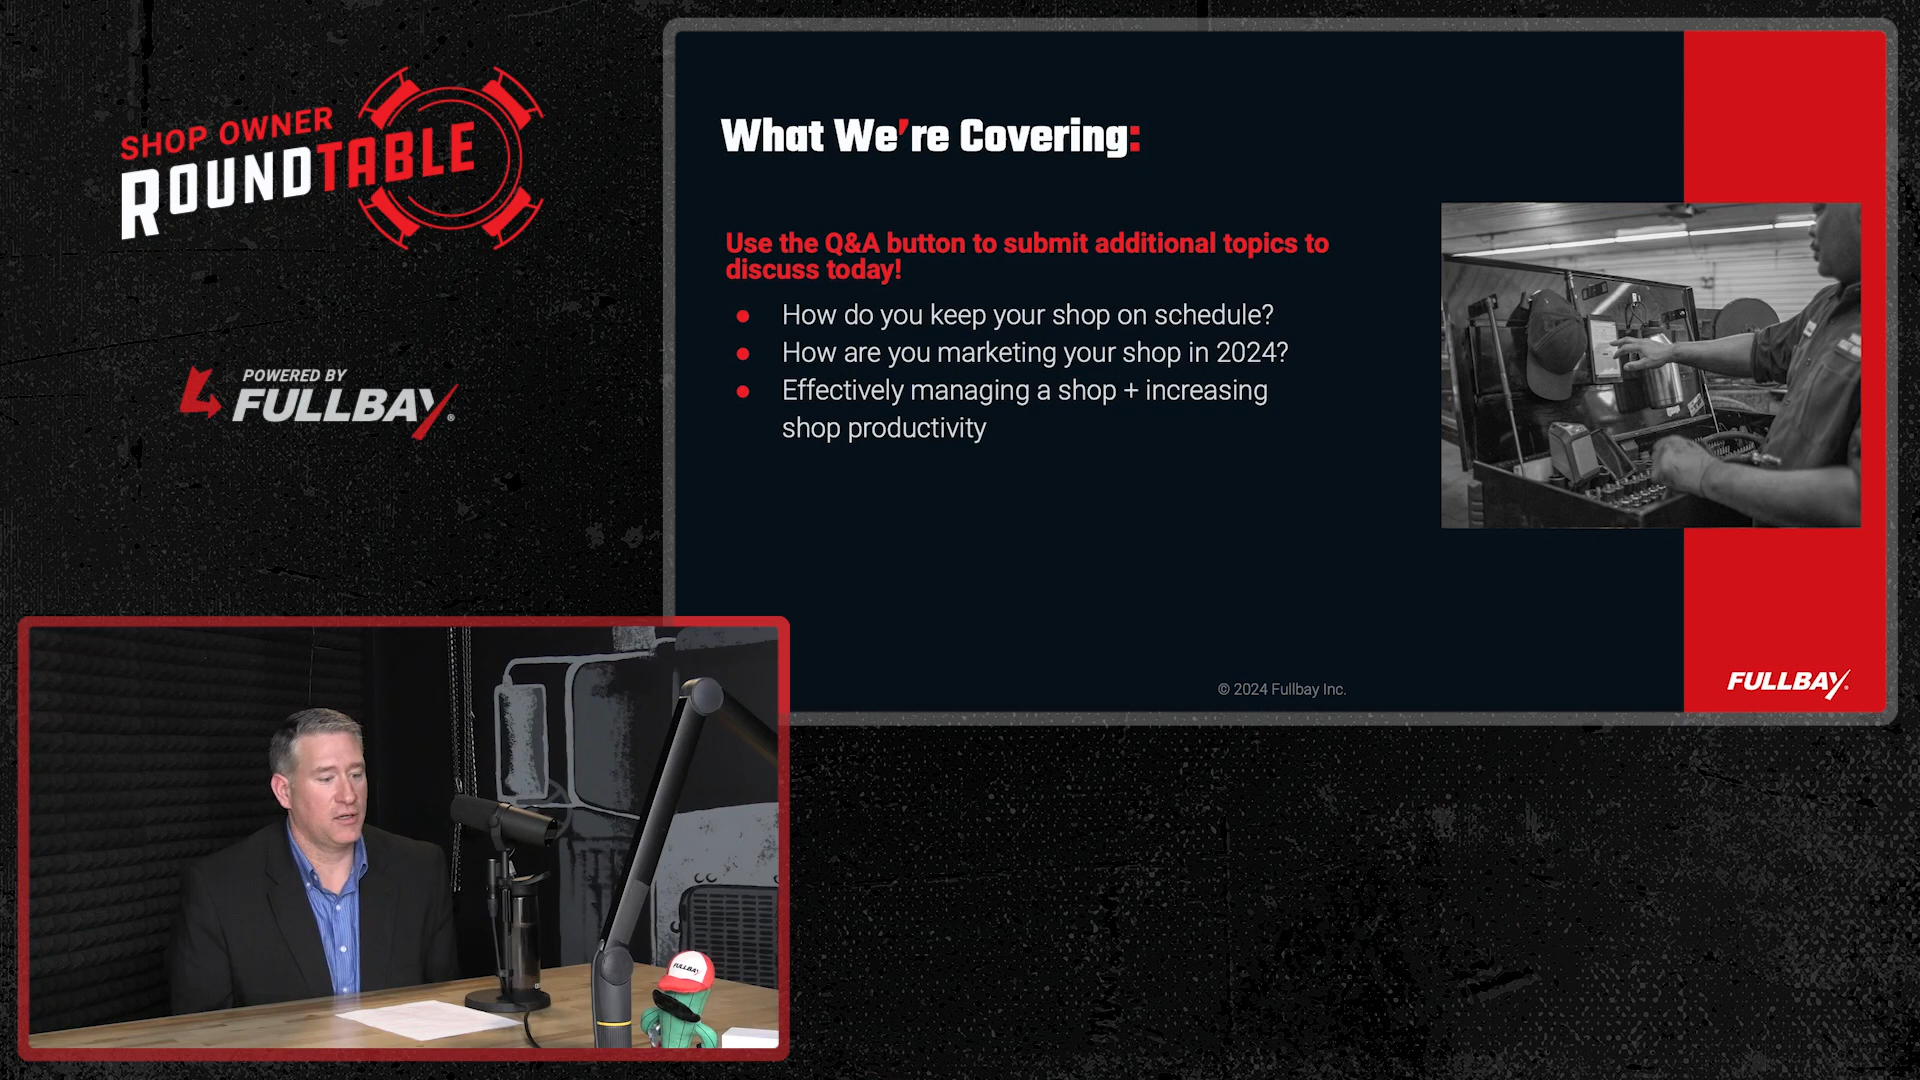 SHOP OWNER
ROUNDTABLE
POWERED BY
FULLBAY®
What We're Covering:
Use the Q&A button to submit additional topics to
discuss today!
● How do you keep your shop on schedule?
● How are you marketing your shop in 2024?
● Effectively managing a shop + increasing
shop productivity
© 2024 Fullbay Inc.
FULLBAY®
FULLBAY